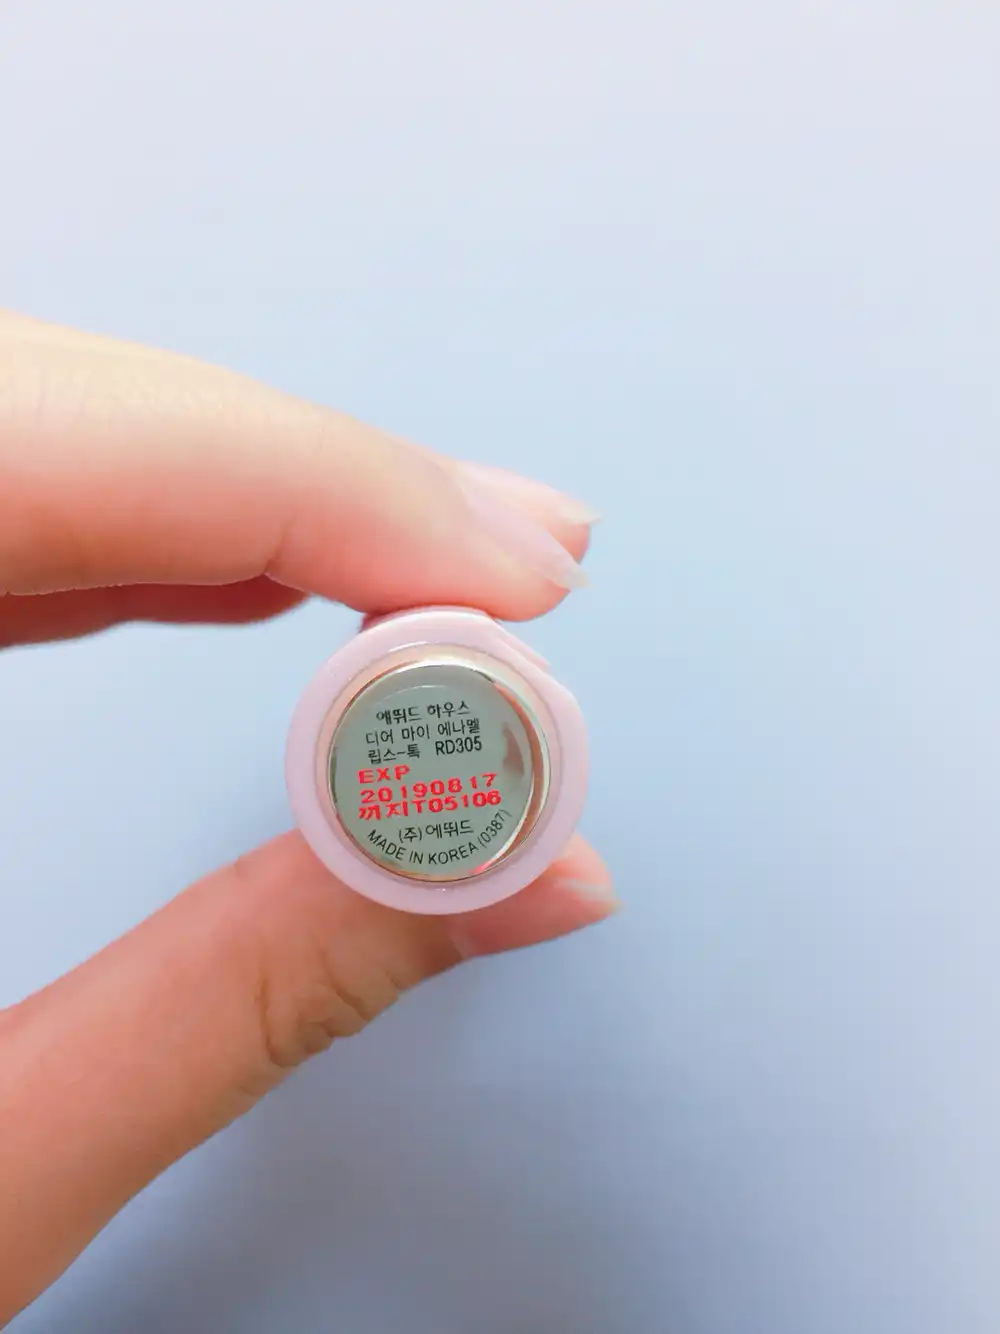 에뛰드 하우스
디어 마이 에나멜
립스~톡 RD305
EXP
20190817
까지T05106
(주)에뛰드
MADE IN KOREA (0387)